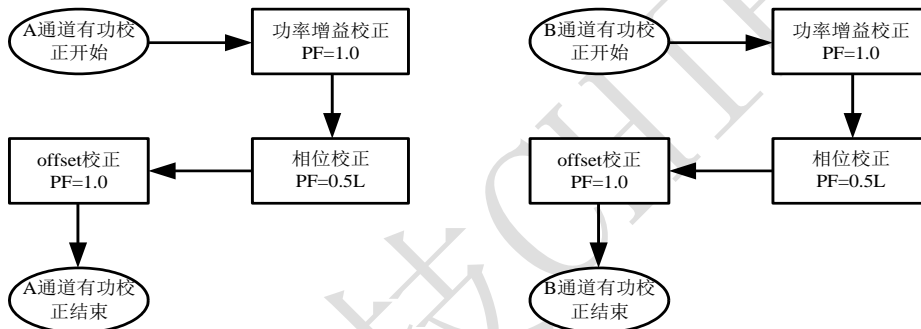 A通道有功校
正开始
功率增益校正
PF=1.0
offset校正
PF=1.0
相位校正
PF=0.5L
A通道有功校
正结束
B通道有功校
正开始
功率增益校正
PF=1.0
offset校正
PF=1.0
相位校正
PF=0.5L
B通道有功校
正结束